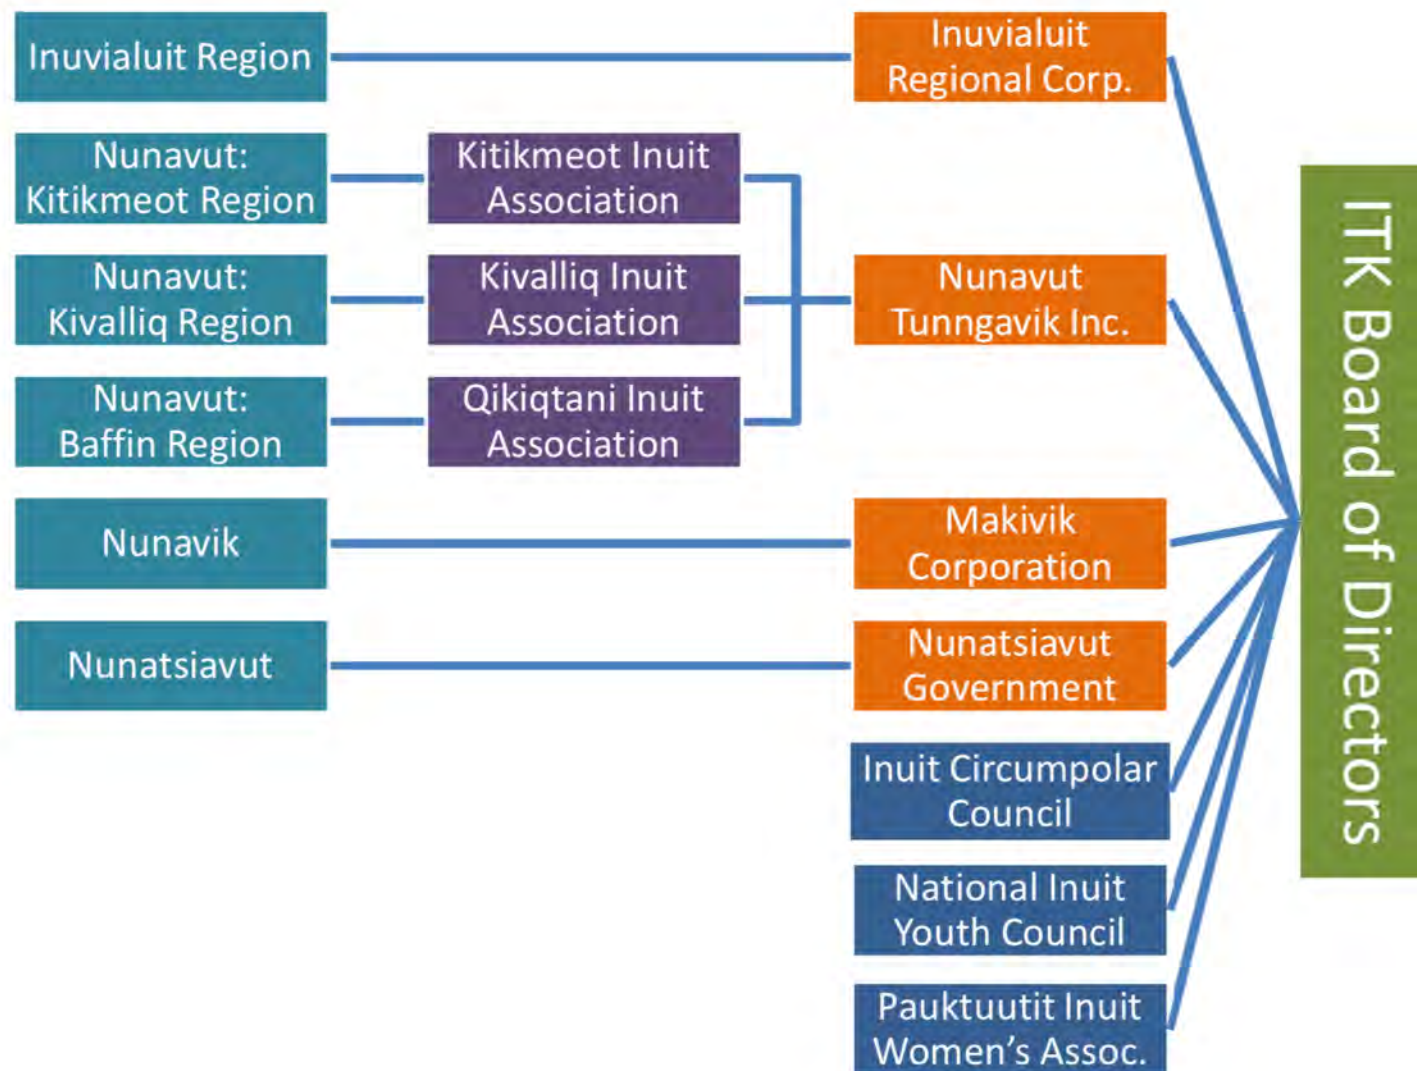 Inuvialuit Region
Inuvialuit
Regional Corp.
Nunavut:
Kitikmeot Region
Kitikmeot Inuit
Association
Nunavut:
Kivalliq Region
Kivalliq Inuit
Association
Nunavut
Tunngavik Inc.
Nunavut:
Baffin Region
Qikiqtani Inuit
Association
Nunavik
Makivik
Corporation
Nunatsiavut
Nunatsiavut
Government
Inuit Circumpolar
Council
National Inuit
Youth Council
Pauktuutit Inuit
Women's Assoc.
ITK Board of Directors